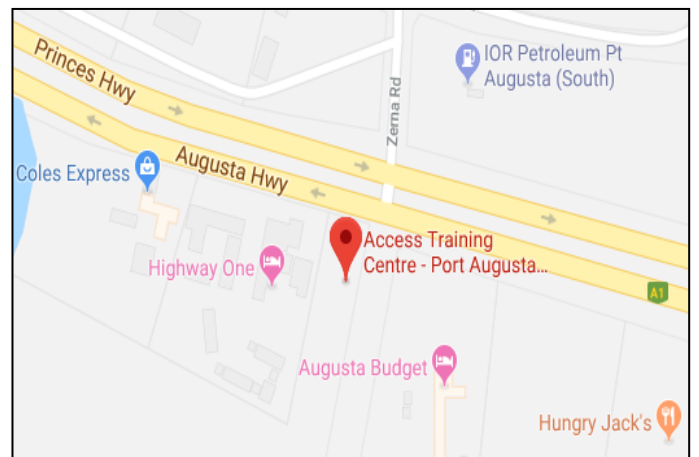 Princes Hwy
IOR Petroleum Pt
Augusta (South)
Zerna Rd
Coles Express
Augusta Hwy
Access Training
Centre - Port Augusta...
Highway One
A1
Augusta Budget
Hungry Jack's